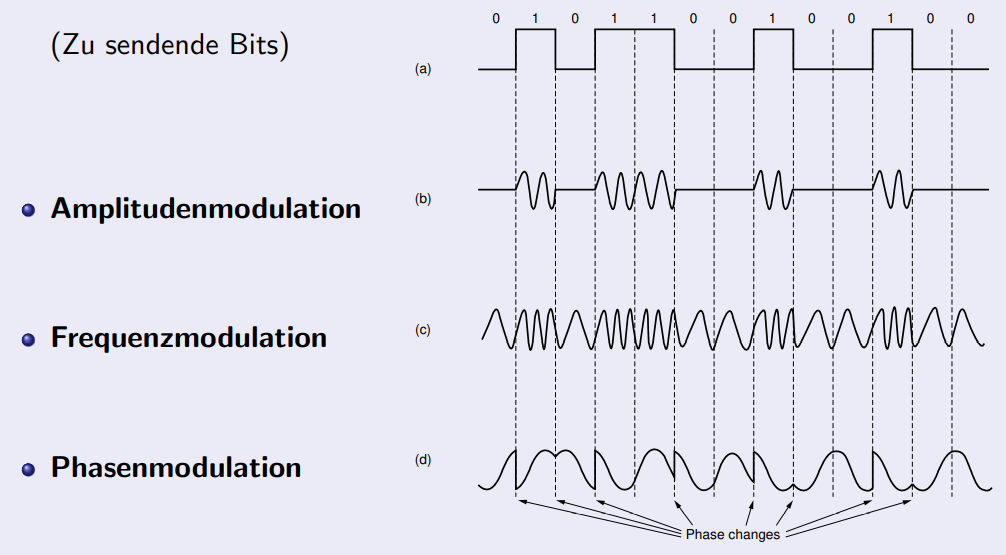 0 1 0 1 1 0 0 1 0 0 1 0 0
(Zu sendende Bits)
(a)
Amplitudenmodulation
(b)
Frequenzmodulation
(c)
Phasenmodulation
(d)
Phase changes